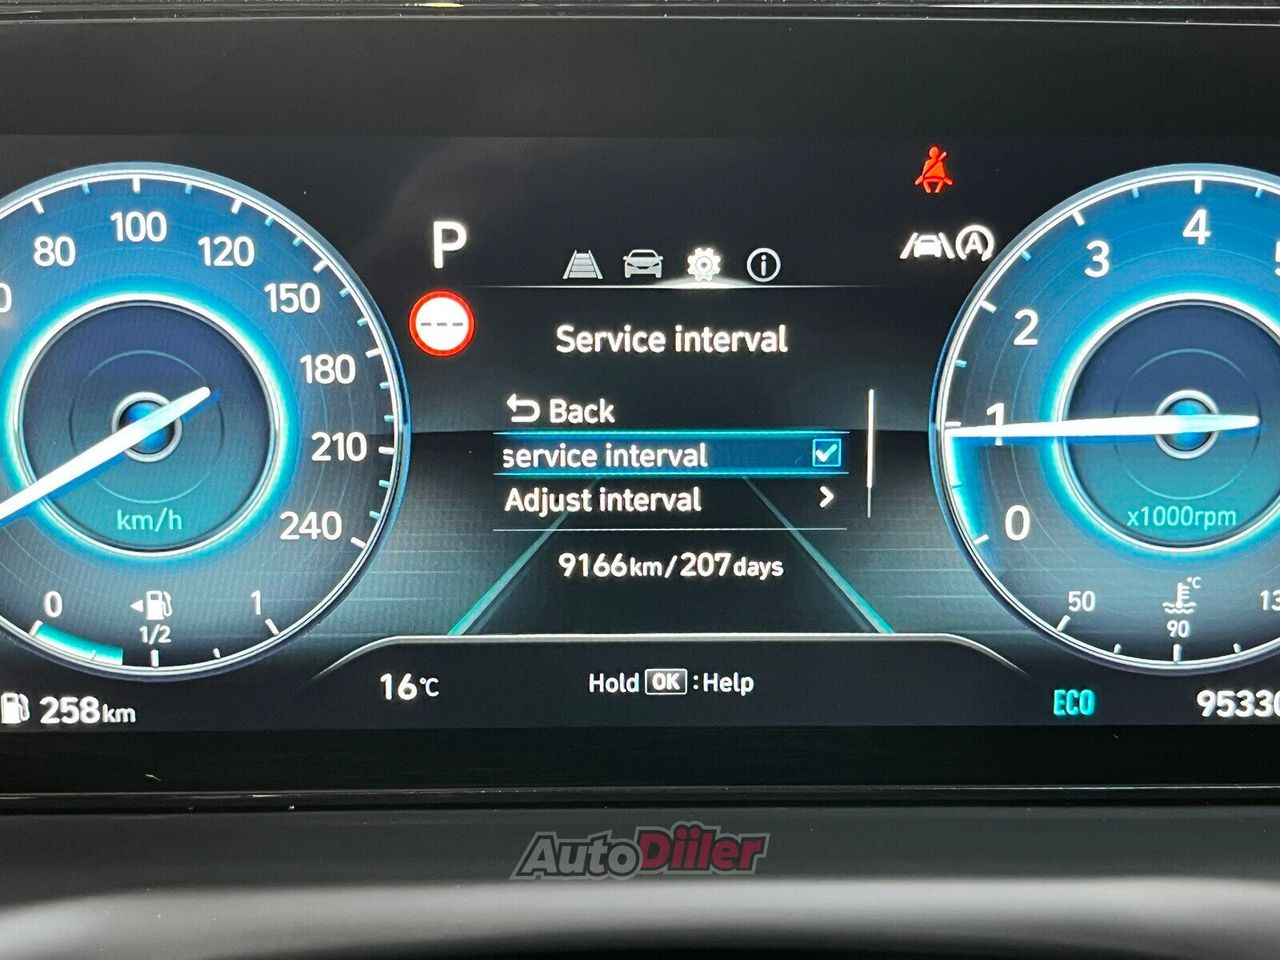 80
100
120
150
180
210
240
km/h
0
1
1/2
258km
P
---
Service interval
Back
service interval
Adjust interval
9166km/207days
16°C
Hold OK :Help
A
4
3
2
1
0
x1000rpm
50
°C
90
ECO
95330
AutoDiiler